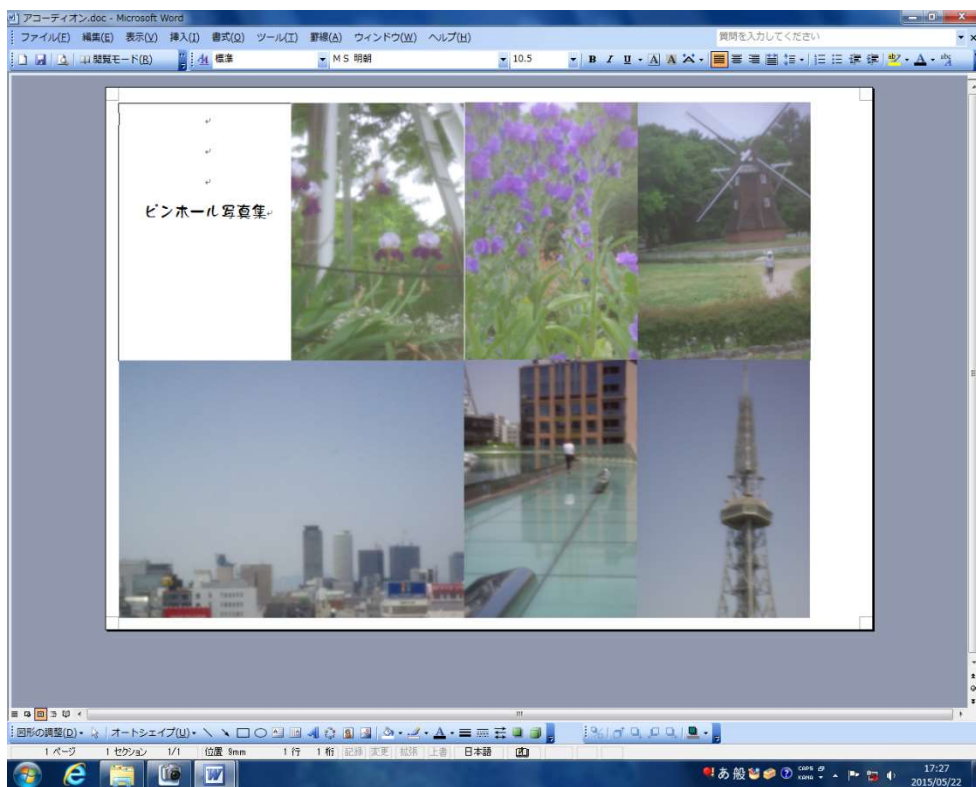 アコーディオン.doc - Microsoft Word
ファイル(F) 編集(E) 表示(V) 挿入(I) 書式(O) ツール(T) 罫線(A) ウィンドウ(W) ヘルプ(H)
質問を入力してください
閲覧モード(R) 標準 MS 明朝 10.5 B I U A A A
ピンホール写真集
図形の調整(D) オートシェイプ(U) A
1 ページ 1 セクション 1/1 位置 9mm 1 行 1 桁 記録 変更 拡張 上書 日本語
あ 般 CAPS KANA 17:27
2015/05/22